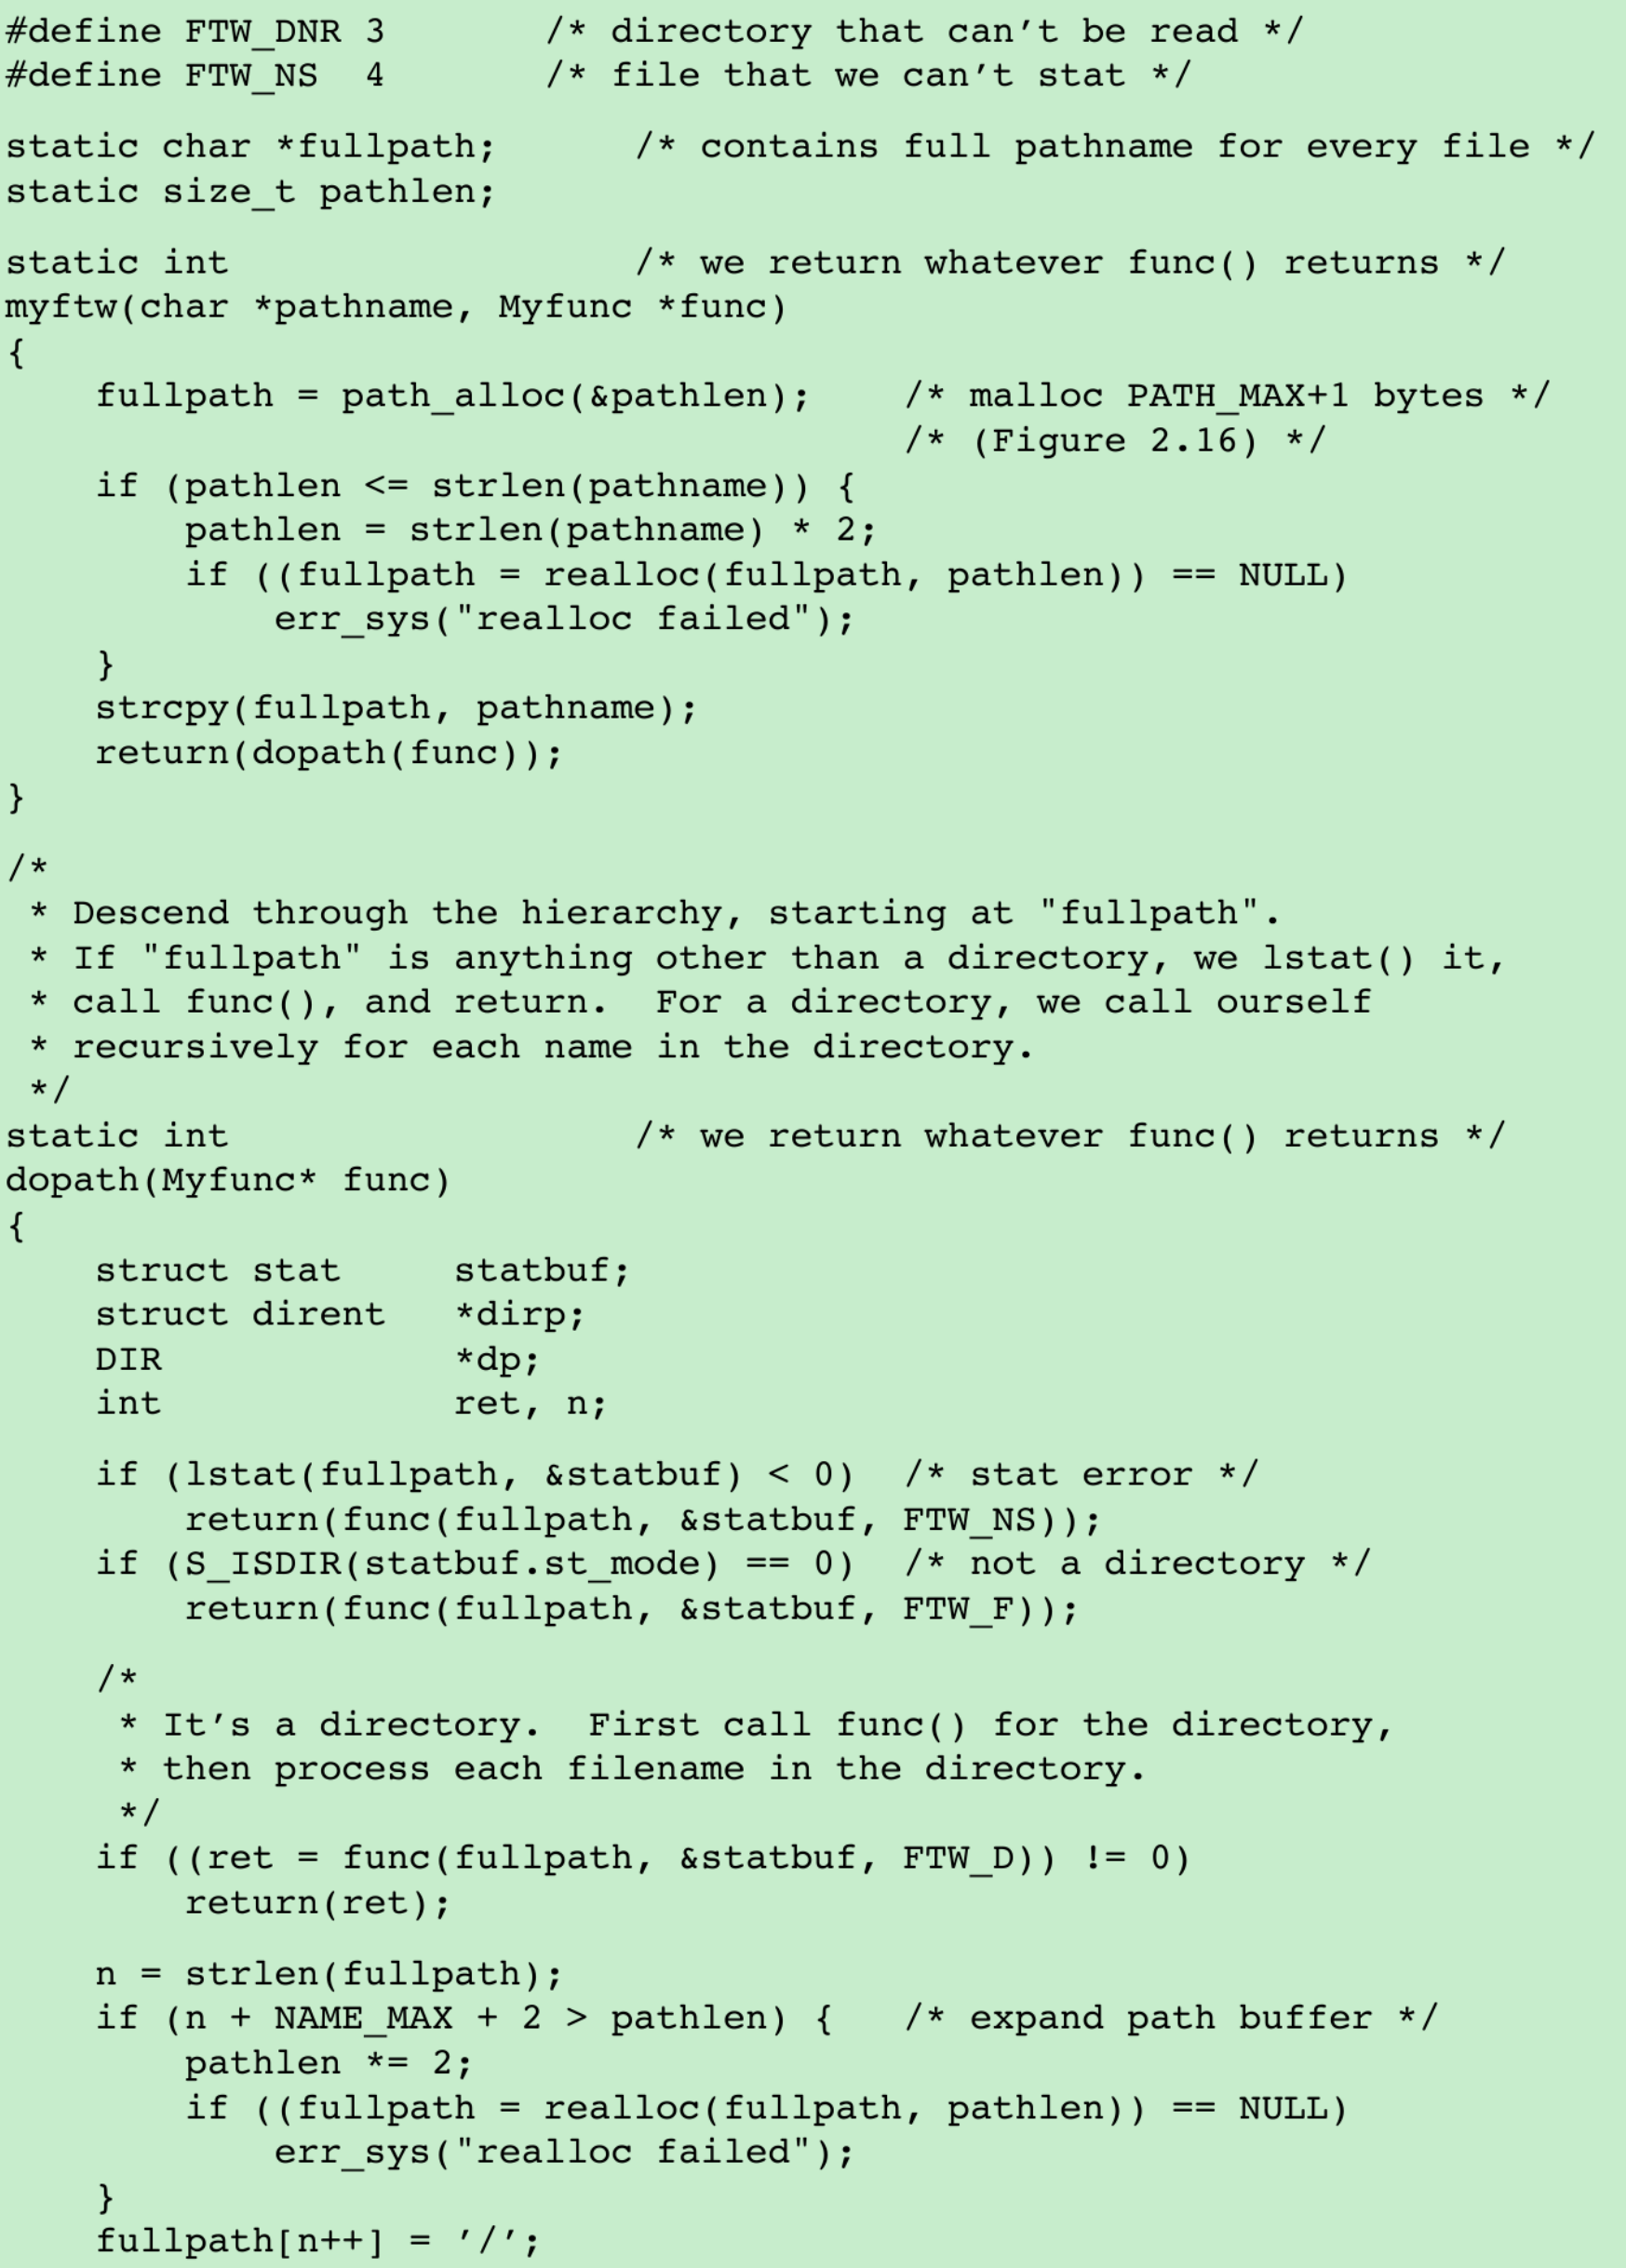 #define FTW_DNR 3       /* directory that can’t be read */
#define FTW_NS  4       /* file that we can’t stat */

static char *fullpath;      /* contains full pathname for every file */
static size_t pathlen;

static int                  /* we return whatever func() returns */
myftw(char *pathname, Myfunc *func)
{
    fullpath = path_alloc(&pathlen);    /* malloc PATH_MAX+1 bytes */
                                        /* (Figure 2.16) */
    if (pathlen <= strlen(pathname)) {
        pathlen = strlen(pathname) * 2;
        if ((fullpath = realloc(fullpath, pathlen)) == NULL)
            err_sys("realloc failed");
    }
    strcpy(fullpath, pathname);
    return(dopath(func));
}

/*
 * Descend through the hierarchy, starting at "fullpath".
 * If "fullpath" is anything other than a directory, we lstat() it,
 * call func(), and return.  For a directory, we call ourself
 * recursively for each name in the directory.
 */
static int                  /* we return whatever func() returns */
dopath(Myfunc* func)
{
    struct stat     statbuf;
    struct dirent   *dirp;
    DIR             *dp;
    int             ret, n;

    if (lstat(fullpath, &statbuf) < 0)  /* stat error */
        return(func(fullpath, &statbuf, FTW_NS));
    if (S_ISDIR(statbuf.st_mode) == 0)  /* not a directory */
        return(func(fullpath, &statbuf, FTW_F));

    /*
     * It’s a directory.  First call func() for the directory,
     * then process each filename in the directory.
     */
    if ((ret = func(fullpath, &statbuf, FTW_D)) != 0)
        return(ret);

    n = strlen(fullpath);
    if (n + NAME_MAX + 2 > pathlen) {   /* expand path buffer */
        pathlen *= 2;
        if ((fullpath = realloc(fullpath, pathlen)) == NULL)
            err_sys("realloc failed");
    }
    fullpath[n++] = ’/’;